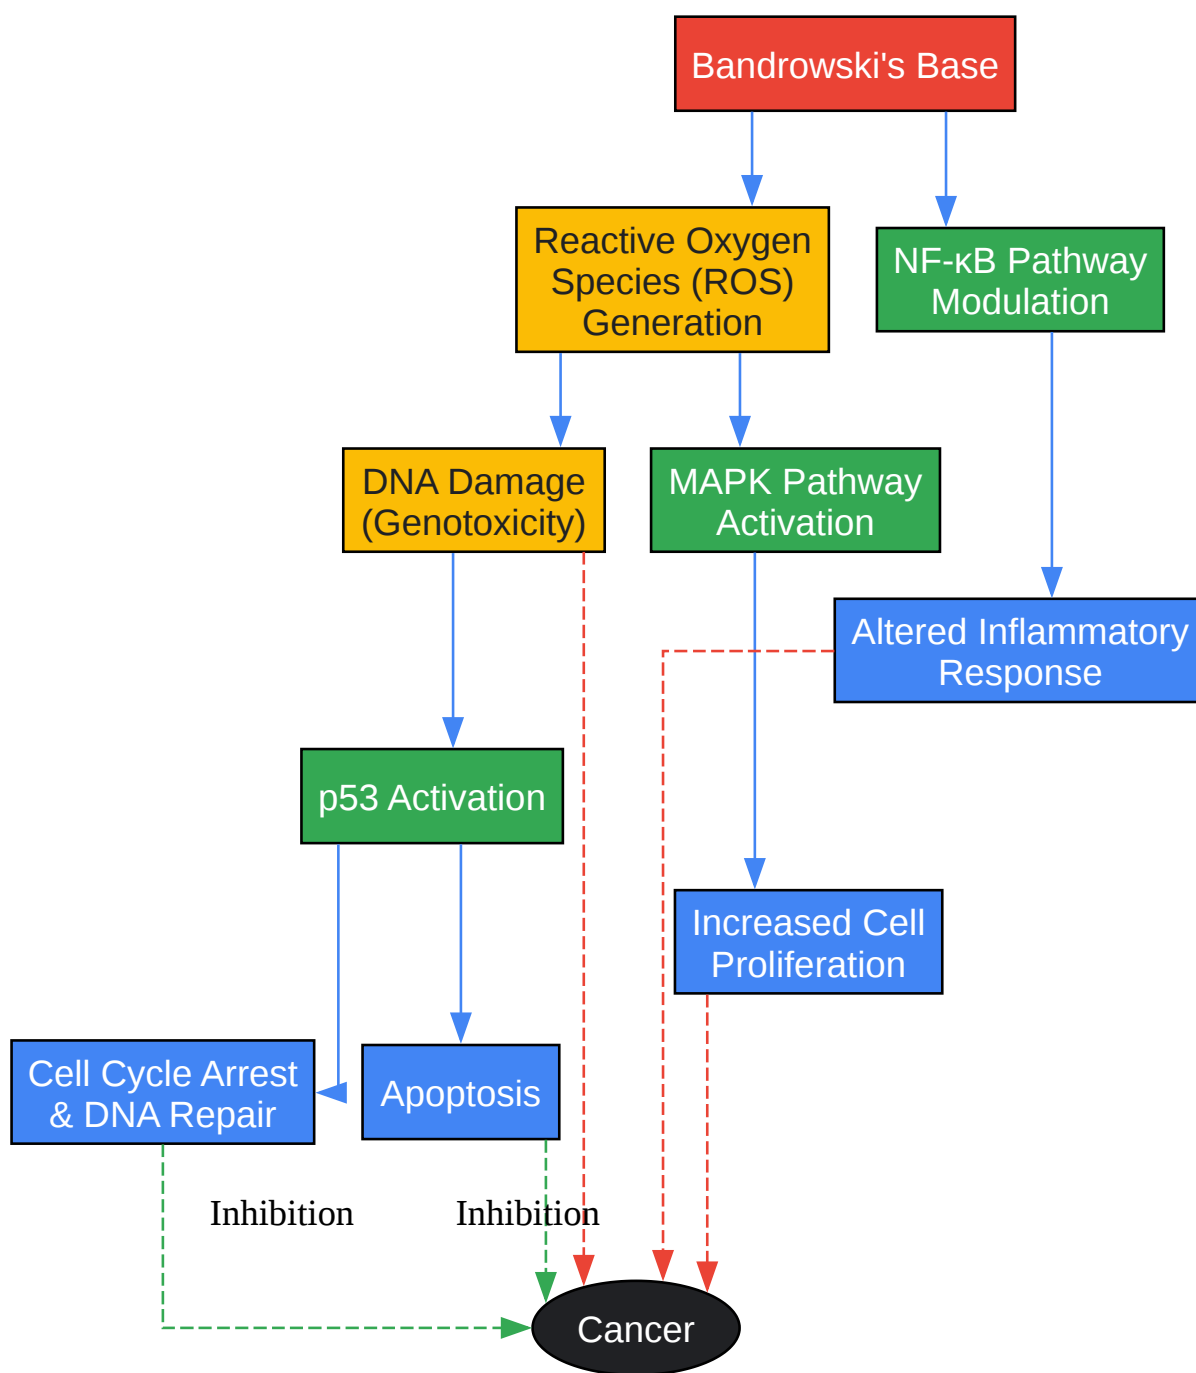 Bandrowski's Base
Reactive Oxygen
Species (ROS)
Generation
NF-κB Pathway
Modulation
DNA Damage
(Genotoxicity)
MAPK Pathway
Activation
Altered Inflammatory
Response
p53 Activation
Increased Cell
Proliferation
Cell Cycle Arrest
& DNA Repair
Apoptosis
Inhibition
Inhibition
Cancer